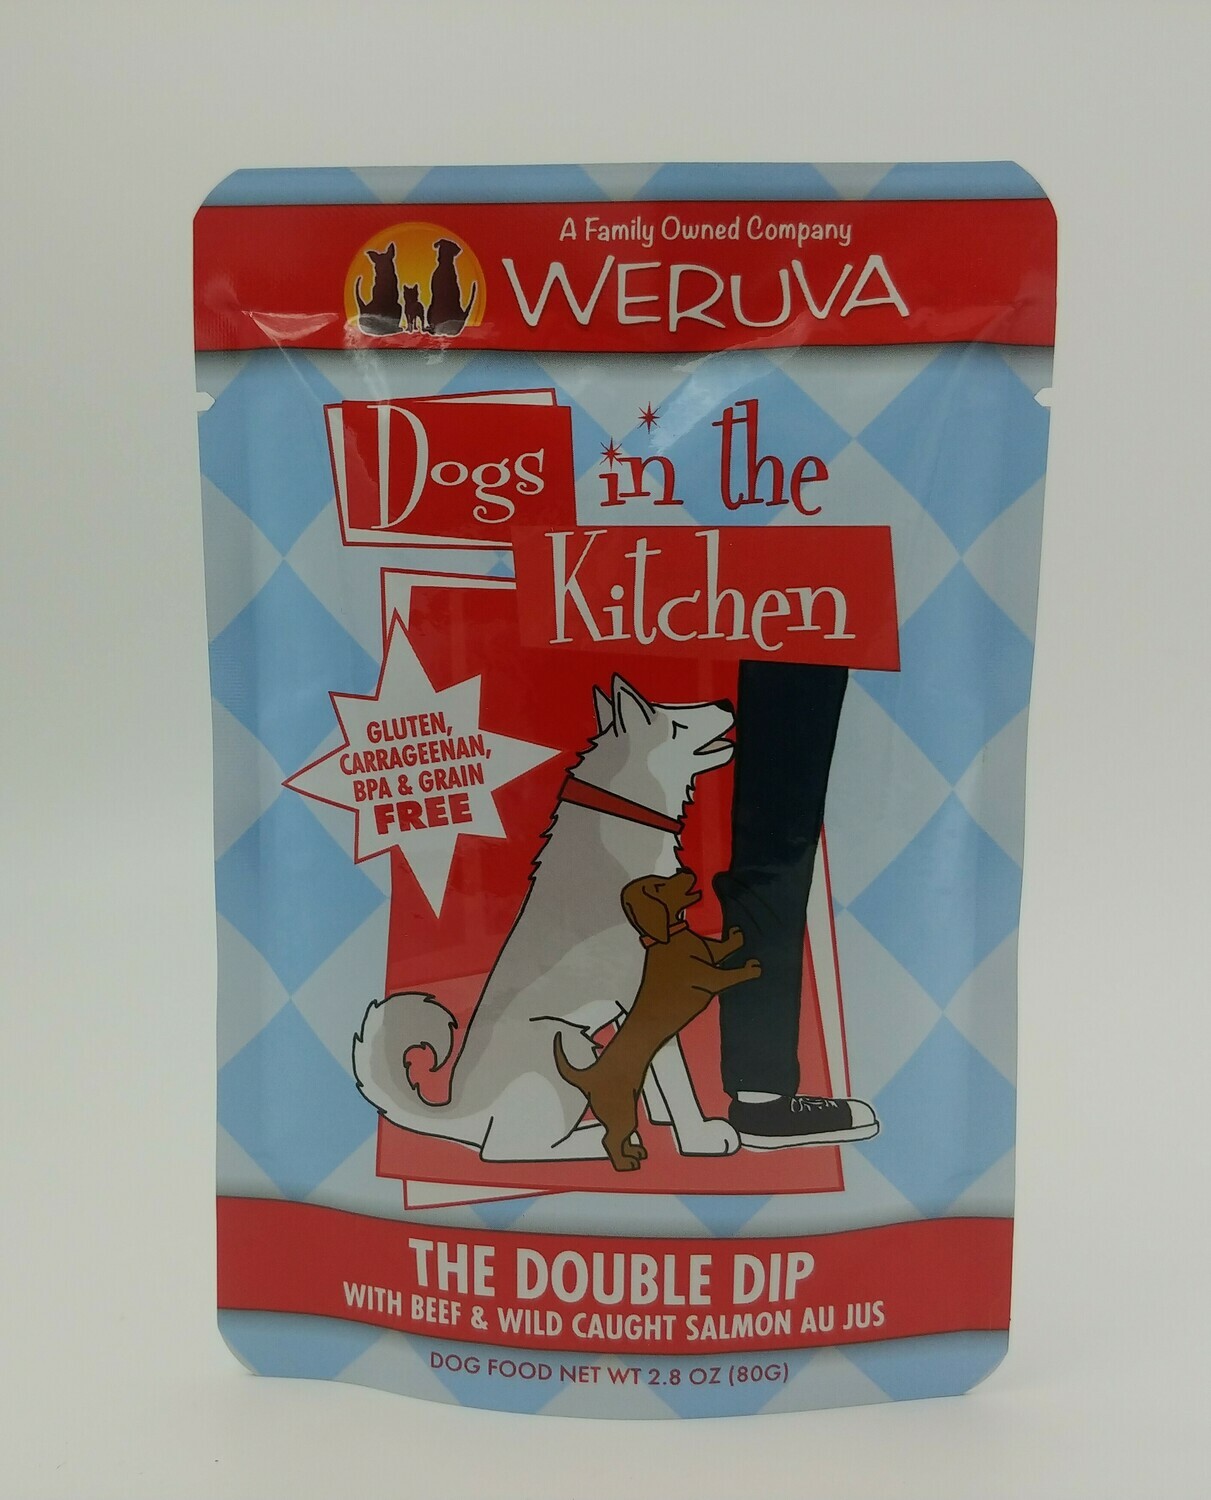 A Family Owned Company
WERUVA
Dogs in the
Kitchen
GLUTEN,
CARRAGEENAN,
BPA & GRAIN
FREE
THE DOUBLE DIP
WITH BEEF & WILD CAUGHT SALMON AU JUS
DOG FOOD NET WT 2.8 OZ (80G)